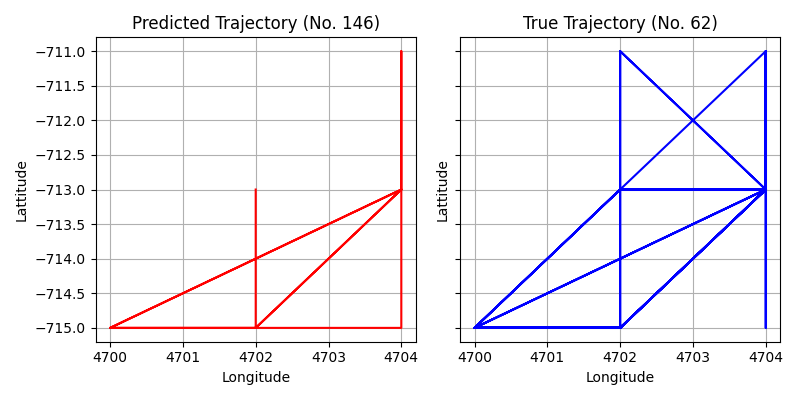 Predicted Trajectory (No. 146)
−711.0
−711.5
−712.0
−712.5
−713.0
−713.5
−714.0
−714.5
−715.0
Lattitude
4700 4701 4702 4703 4704
Longitude
True Trajectory (No. 62)
Lattitude
4700 4701 4702 4703 4704
Longitude